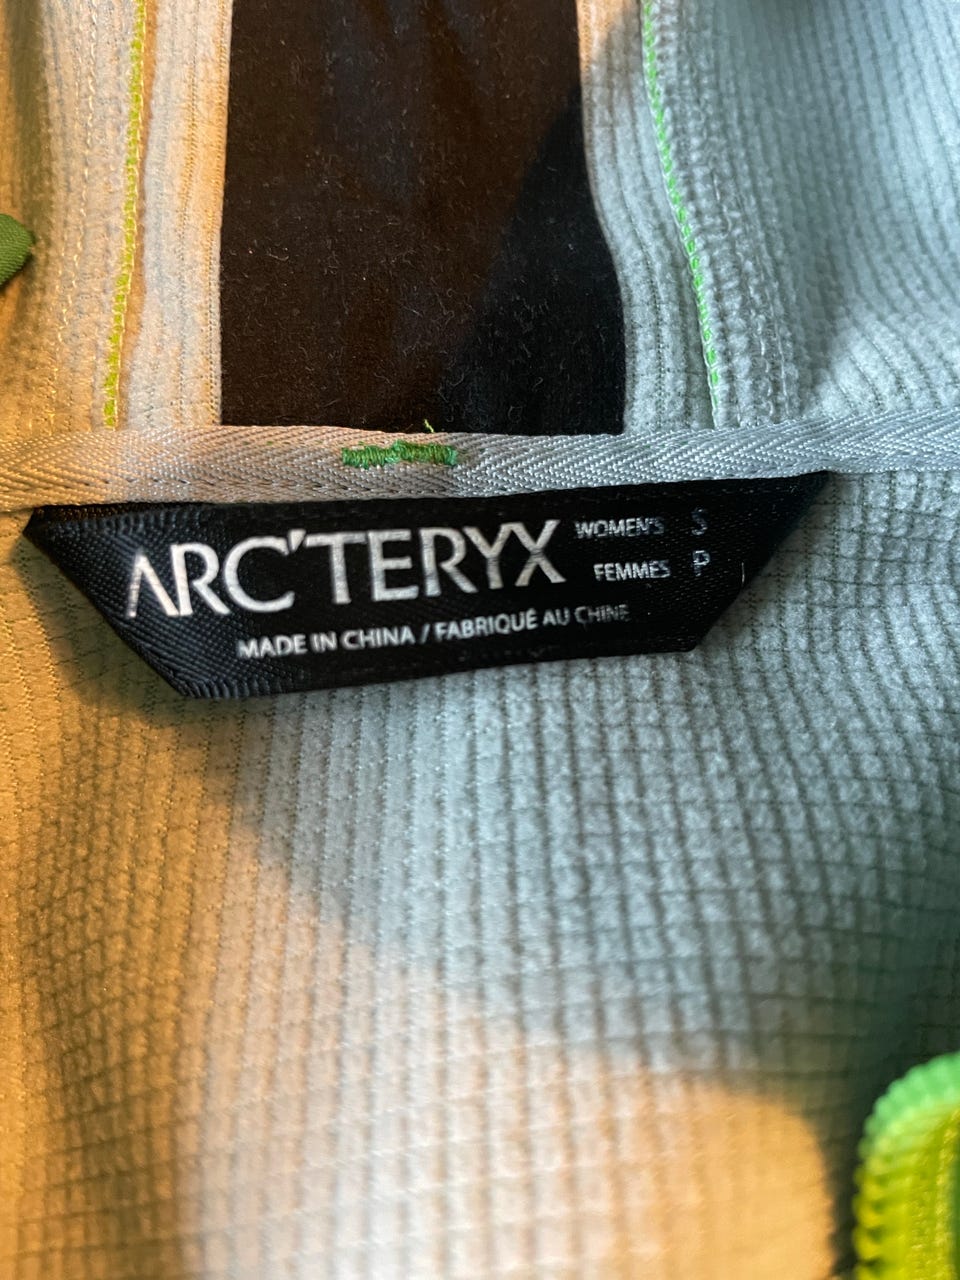 ARC'TERYX WOMEN'S S
FEMMES P
MADE IN CHINA / FABRIQUÉ AU CHINE